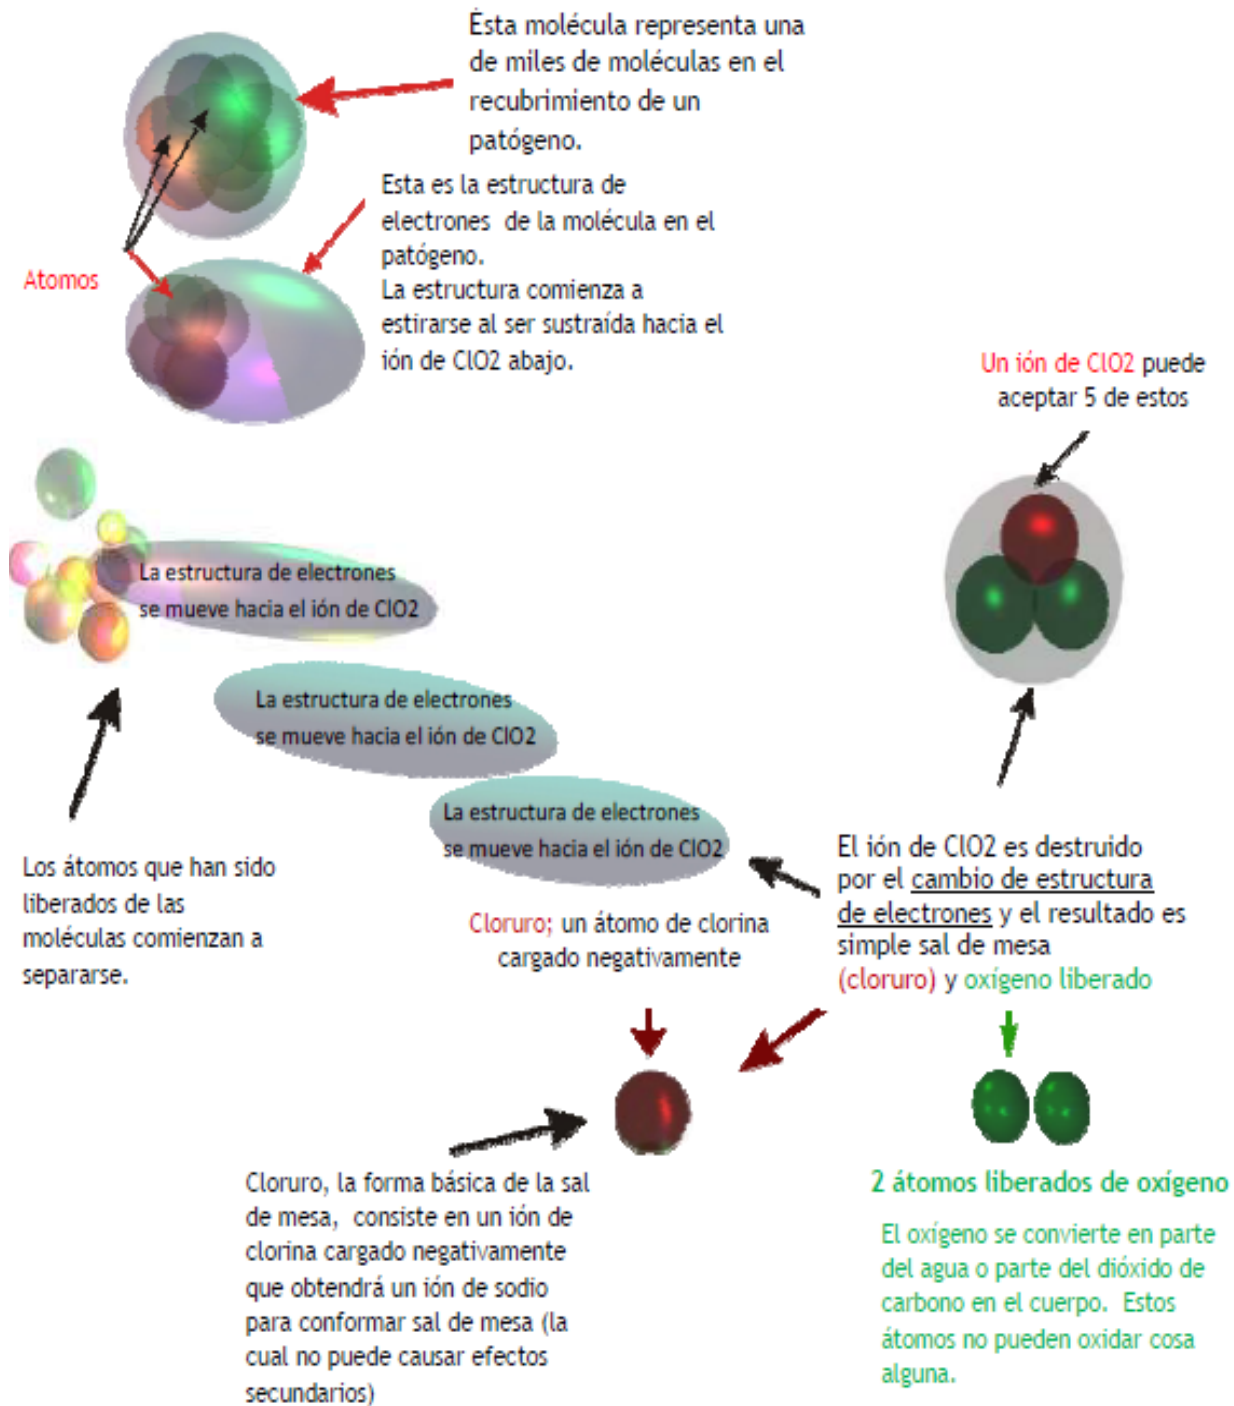 Ésta molécula representa una
de miles de moléculas en el
recubrimiento de un
patógeno.
Esta es la estructura de
electrones de la molécula en el
patógeno.
La estructura comienza a
estirarse al ser sustraída hacia el
ión de ClO2 abajo.
Atomos
Un ión de ClO2 puede
aceptar 5 de estos
La estructura de electrones
se mueve hacia el ión de ClO2
La estructura de electrones
se mueve hacia el ión de ClO2
La estructura de electrones
se mueve hacia el ión de ClO2
Los átomos que han sido
liberados de las
moléculas comienzan a
separarse.
Cloruro; un átomo de clorina
cargado negativamente
El ión de ClO2 es destruido
por el cambio de estructura
de electrones y el resultado es
simple sal de mesa
(cloruro) y oxígeno liberado
Cloruro, la forma básica de la sal
de mesa, consiste en un ión de
clorina cargado negativamente
que obtendrá un ión de sodio
para conformar sal de mesa (la
cual no puede causar efectos
secundarios)
2 átomos liberados de oxígeno
El oxígeno se convierte en parte
del agua o parte del dióxido de
carbono en el cuerpo. Estos
átomos no pueden oxidar cosa
alguna.